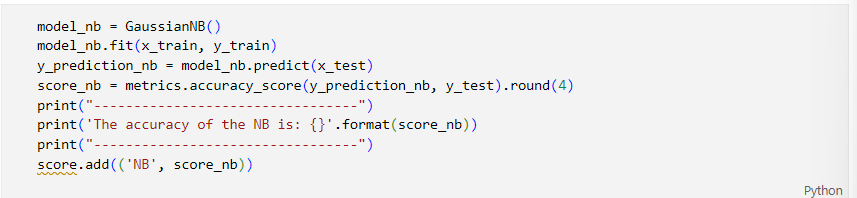 model_nb = GaussianNB()
model_nb.fit(x_train, y_train)
y_prediction_nb = model_nb.predict(x_test)
score_nb = metrics.accuracy_score(y_prediction_nb, y_test).round(4)
print("---------------------------------")
print('The accuracy of the NB is: {}'.format(score_nb))
print("---------------------------------")
score.add(('NB', score_nb))
Python